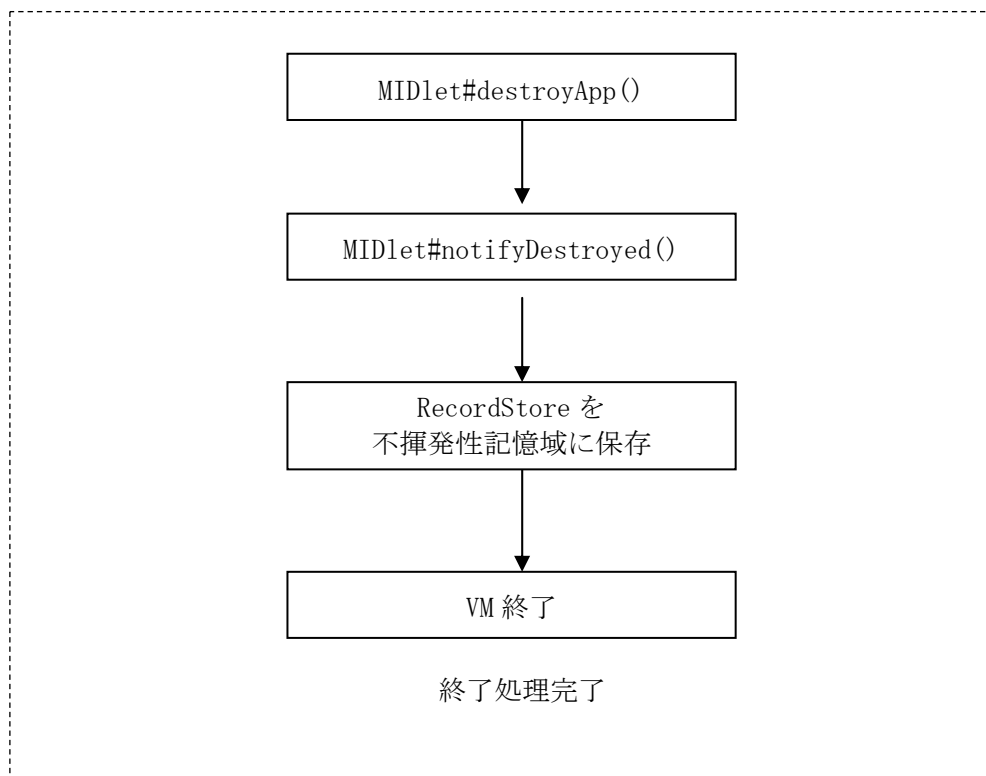 MIDlet#destroyApp()
MIDlet#notifyDestroyed()
RecordStore を
不揮発性記憶域に保存
VM 終了
終了処理完了